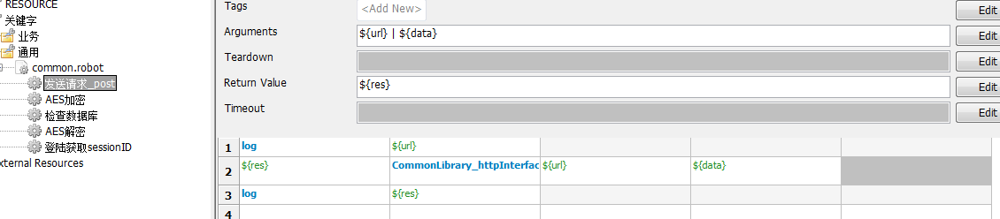 RESOURCE
关键字
业务
通用
common.robot
发送请求_post
AES加密
检查数据库
AES解密
登陆获取sessionID
xternal Resources
Tags
<Add New>
Edit
Arguments
${url} | ${data}
Edit
Teardown
Edit
Return Value
${res}
Edit
Timeout
Edit
1 log ${url}
2 ${res} CommonLibrary_httpInterfac ${url} ${data}
3 log ${res}
4